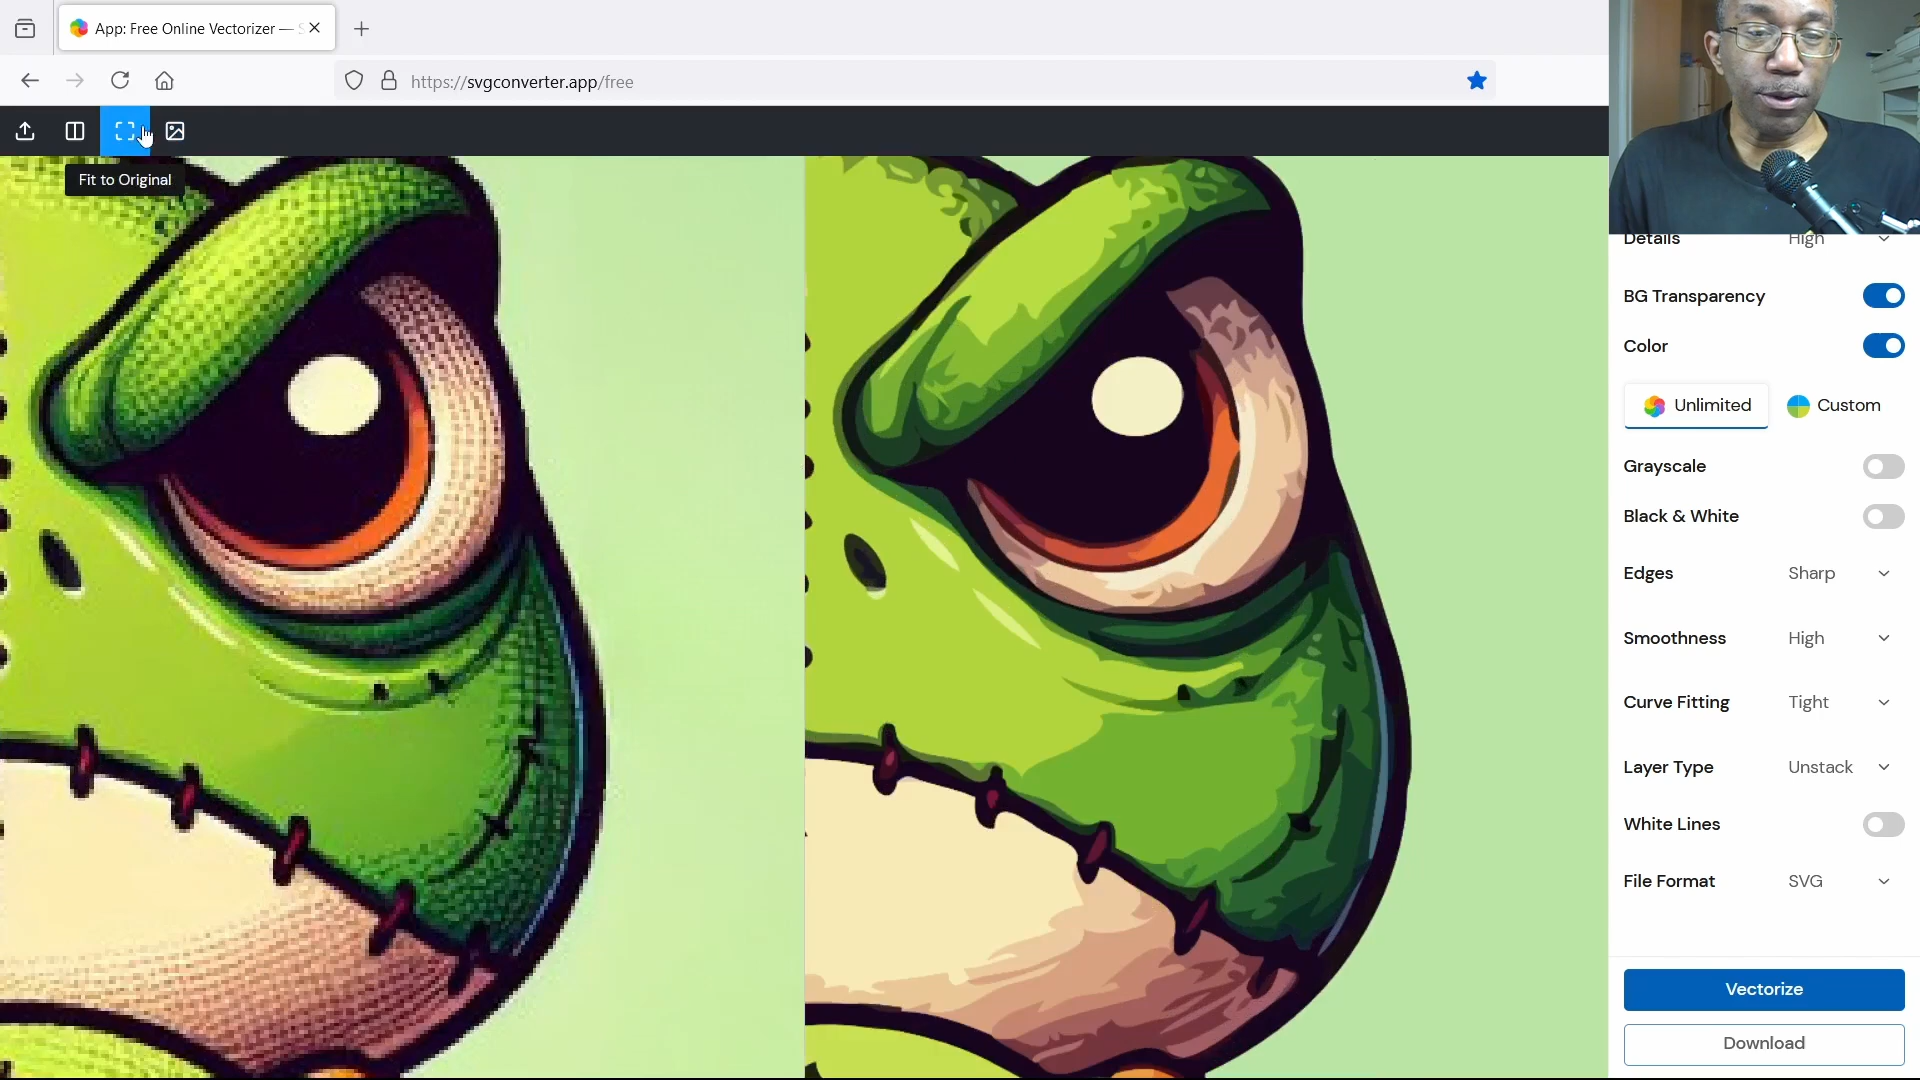 App: Free Online Vectorizer —
https://svgconverter.app/free
Fit to Original
Details High
BG Transparency
Color
Unlimited Custom
Grayscale
Black & White
Edges Sharp
Smoothness High
Curve Fitting Tight
Layer Type Unstack
White Lines
File Format SVG
Vectorize
Download